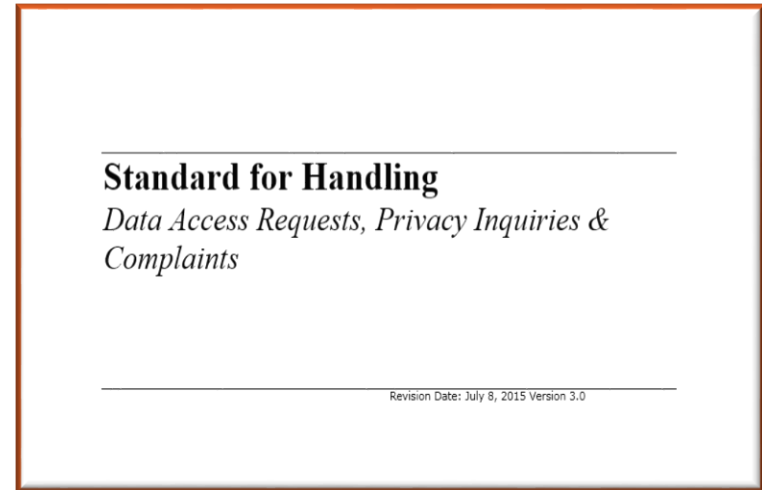 Standard for Handling
Data Access Requests, Privacy Inquiries &
Complaints
Revision Date: July 8, 2015 Version 3.0